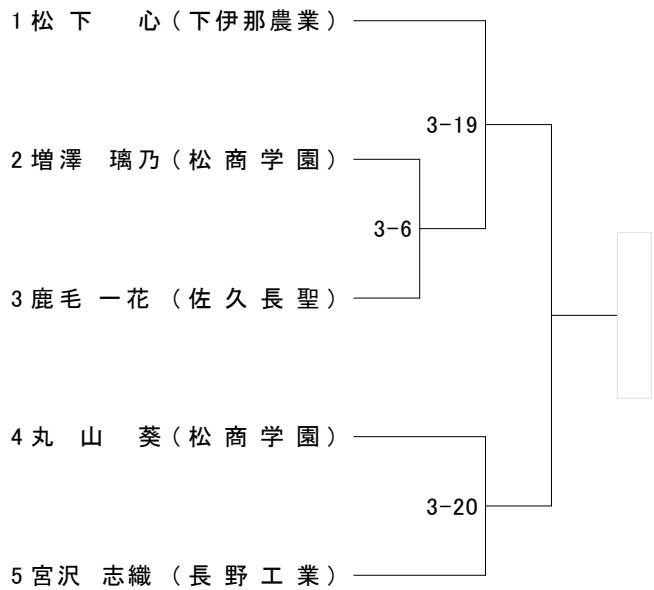 1 松下 心（下伊那農業）
3-19
2 増澤 璃乃（松商学園）
3-6
3 鹿毛 一花（佐久長聖）
4 丸山 葵（松商学園）
3-20
5 宮沢 志織（長野工業）